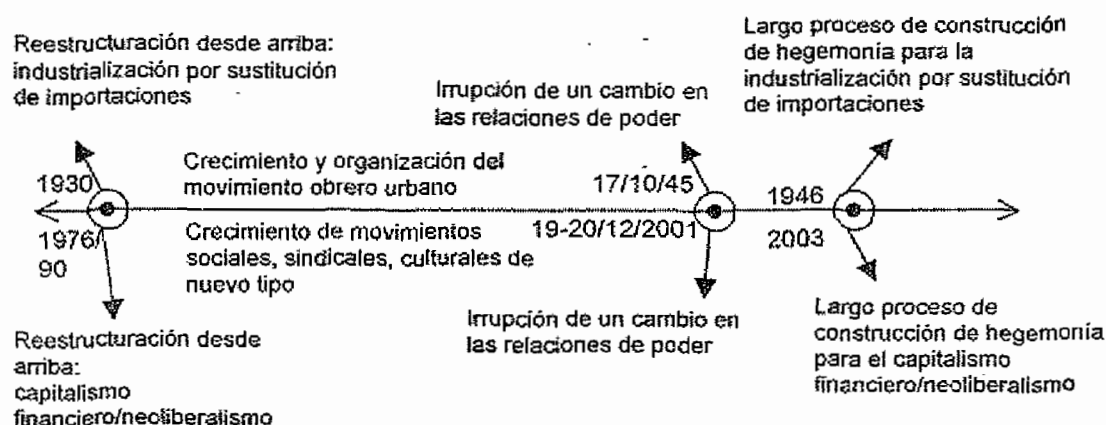 Reestructuración desde arriba:
industrialización por sustitución
de importaciones
Irrupción de un cambio en
las relaciones de poder
Largo proceso de construcción
de hegemonía para la
industrialización por sustitución
de importaciones
1930
Crecimiento y organización del
movimiento obrero urbano
17/10/45
1946
1976/
90
Crecimiento de movimientos
sociales, sindicales, culturales de
nuevo tipo
19-20/12/2001
2003
Reestructuración desde
arriba:
capitalismo
financiero/neoliberalismo
Irrupción de un cambio en
las relaciones de poder
Largo proceso de
construcción de hegemonía
para el capitalismo
financiero/neoliberalismo